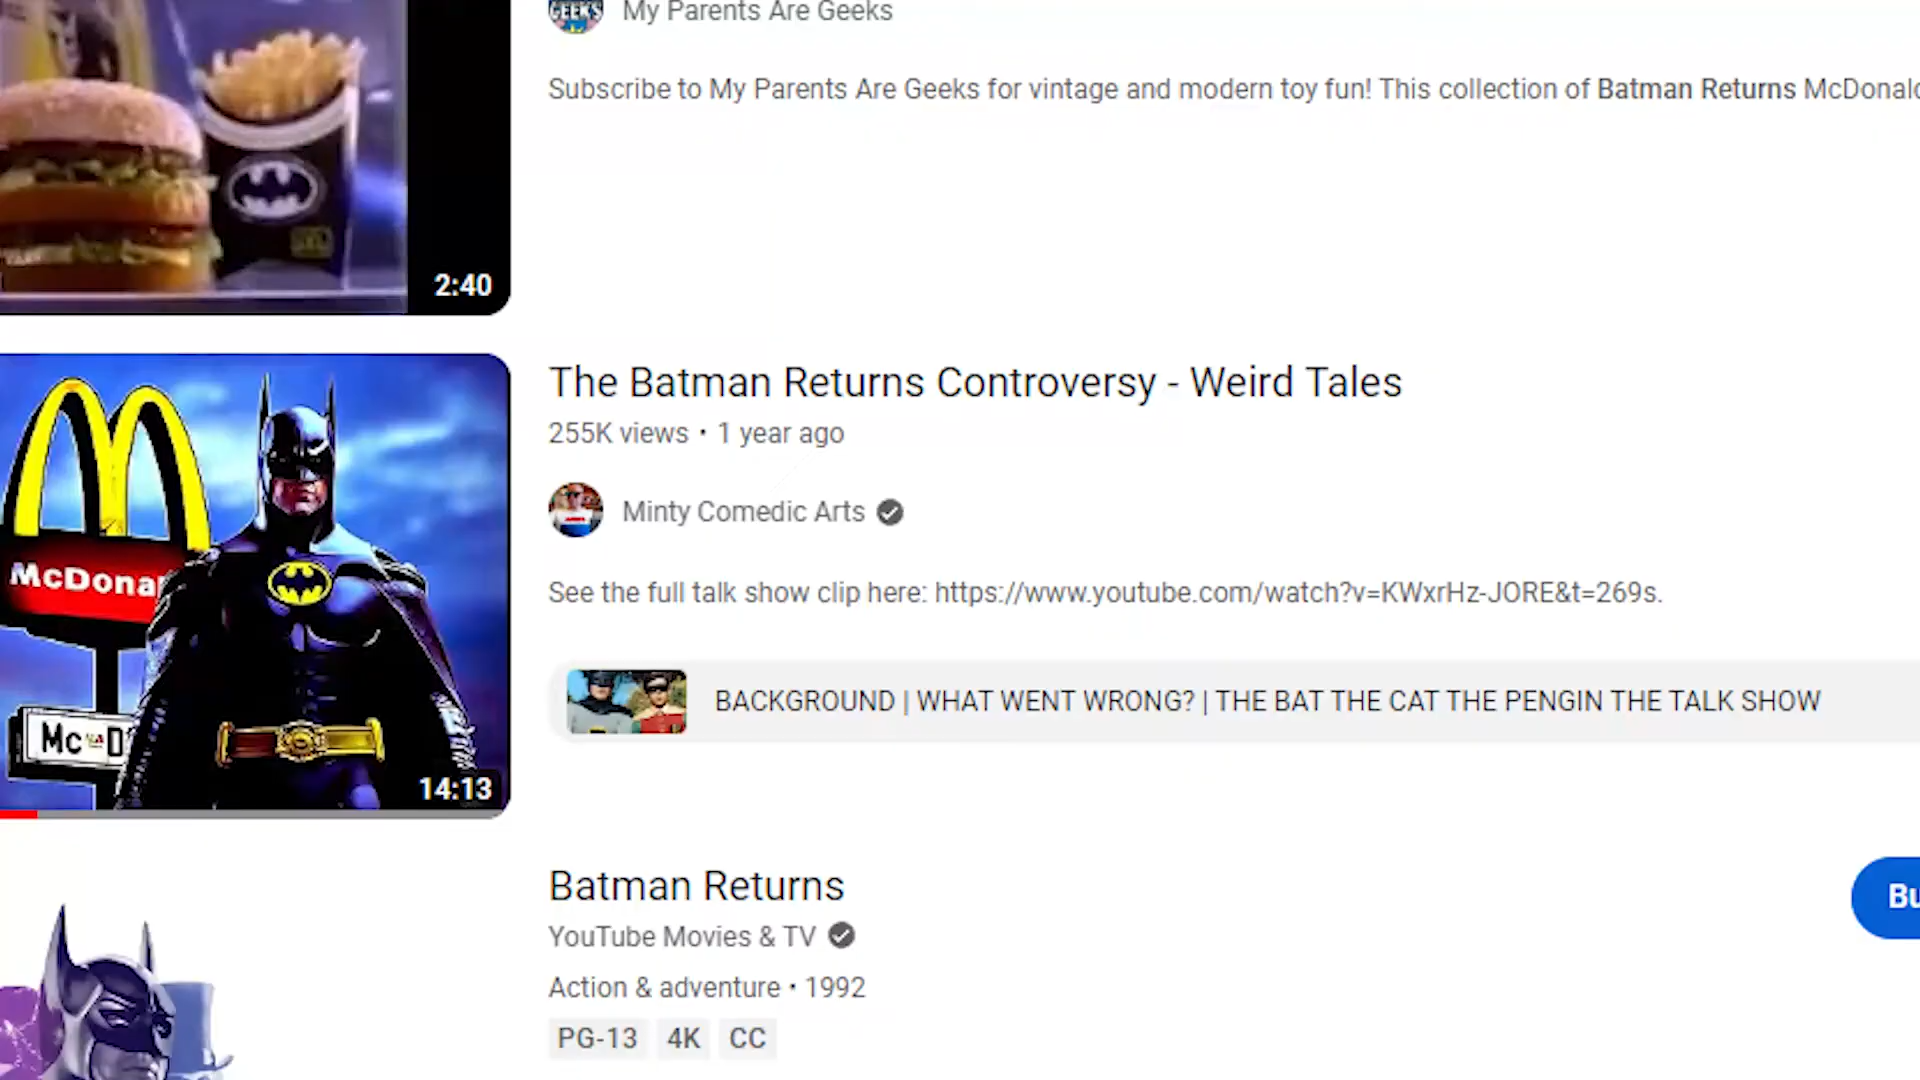 GEEKS
My Parents Are Geeks
Subscribe to My Parents Are Geeks for vintage and modern toy fun! This collection of Batman Returns McDonald
2:40
The Batman Returns Controversy - Weird Tales
255K views • 1 year ago
McDona
Minty Comedic Arts
See the full talk show clip here: https://www.youtube.com/watch?v=KWxrHz-JORE&t=269s.
BACKGROUND | WHAT WENT WRONG? | THE BAT THE CAT THE PENGIN THE TALK SHOW
Mc D
14:13
Batman Returns
Bu
YouTube Movies & TV
Action & adventure • 1992
PG-13 4K CC